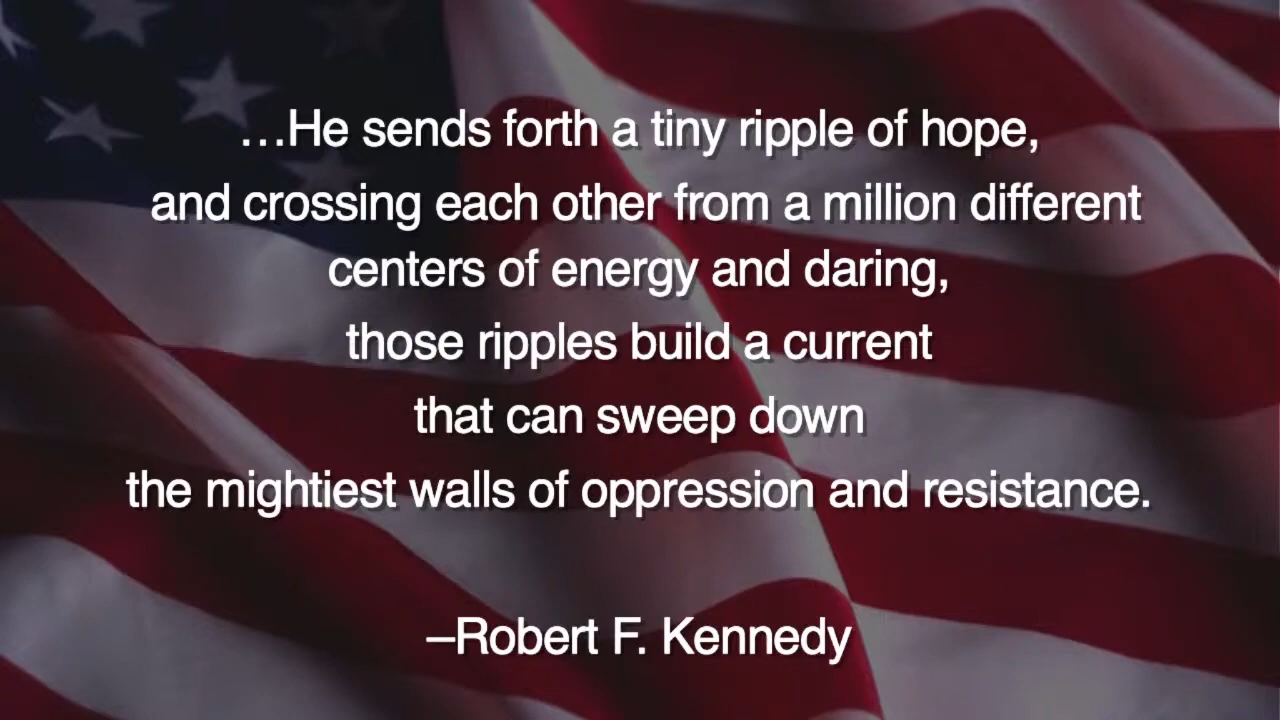 …He sends forth a tiny ripple of hope,
and crossing each other from a million different
centers of energy and daring,
those ripples build a current
that can sweep down
the mightiest walls of oppression and resistance.
–Robert F. Kennedy